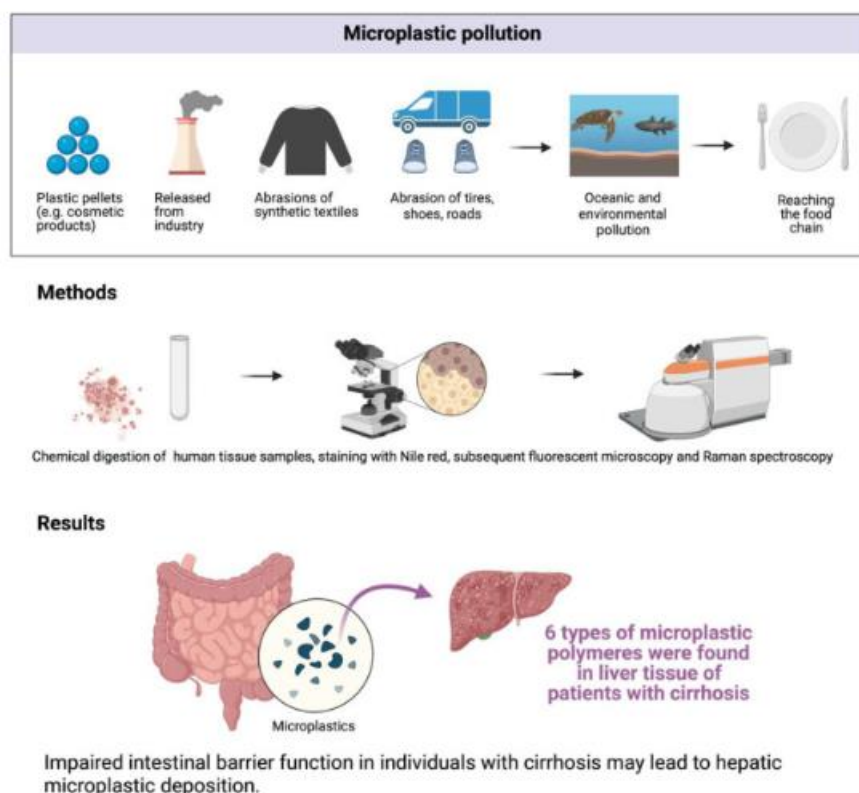 Microplastic pollution
Plastic pellets
(e.g. cosmetic
products)
Released
from
industry
Abrasions of
synthetic textiles
Abrasion of tires,
shoes, roads
Oceanic and
environmental
pollution
Reaching
the food
chain
Methods
Chemical digestion of human tissue samples, staining with Nile red, subsequent fluorescent microscopy and Raman spectroscopy
Results
6 types of microplastic
polymeres were found
in liver tissue of
patients with cirrhosis
Microplastics
Impaired intestinal barrier function in individuals with cirrhosis may lead to hepatic
microplastic deposition.